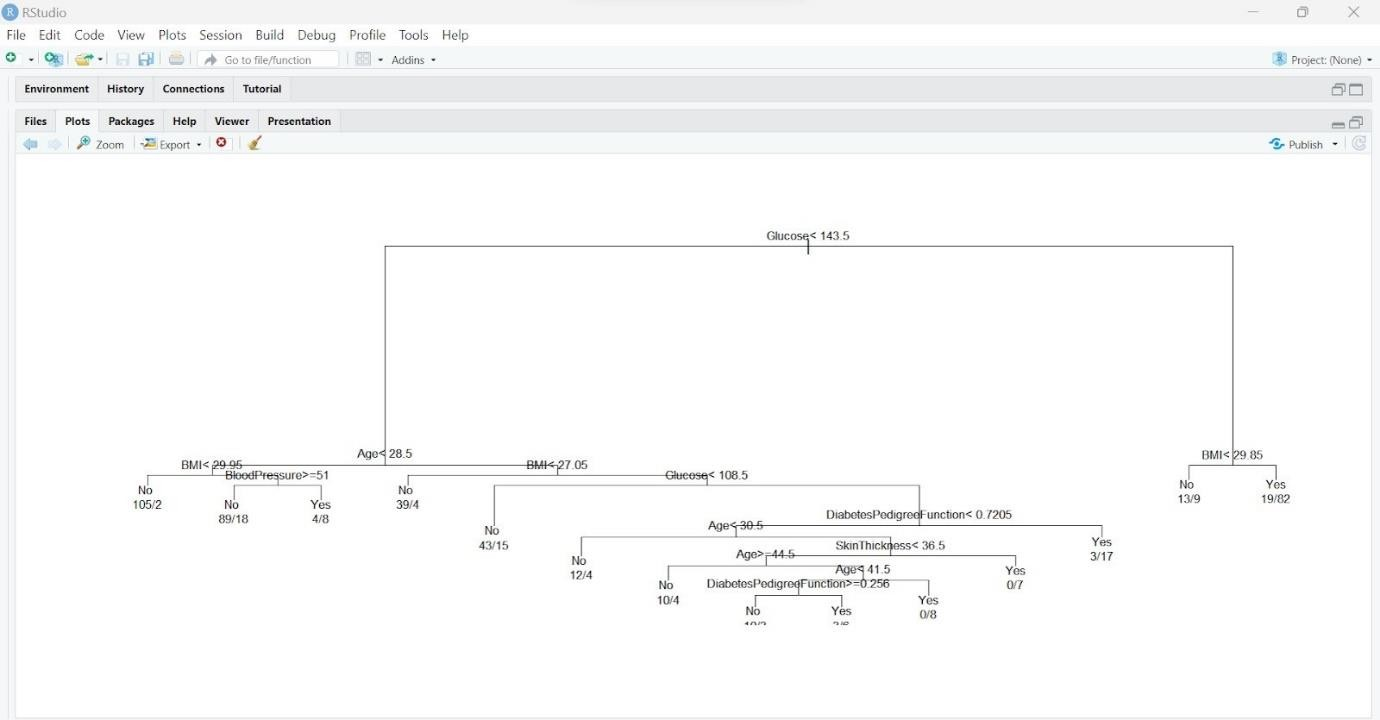 RStudio
File Edit Code View Plots Session Build Debug Profile Tools Help
Go to file/function Addins Project: (None)
Environment History Connections Tutorial
Files Plots Packages Help Viewer Presentation
Zoom Export Publish
Glucose< 143.5
Age< 28.5
BMI< 29.85
BMI< 29.95
BMI< 27.05
BloodPressure>=51
Glucose< 108.5
No
105/2
No
89/18
Yes
4/8
No
39/4
No
13/9
Yes
19/82
DiabetesPedigreeFunction< 0.7205
No
43/15
Age< 30.5
Yes
3/17
SkinThickness< 36.5
No
12/4
Age>=44.5
Age< 41.5
Yes
0/7
No
10/4
DiabetesPedigreeFunction>=0.256
Yes
0/8
No
Yes